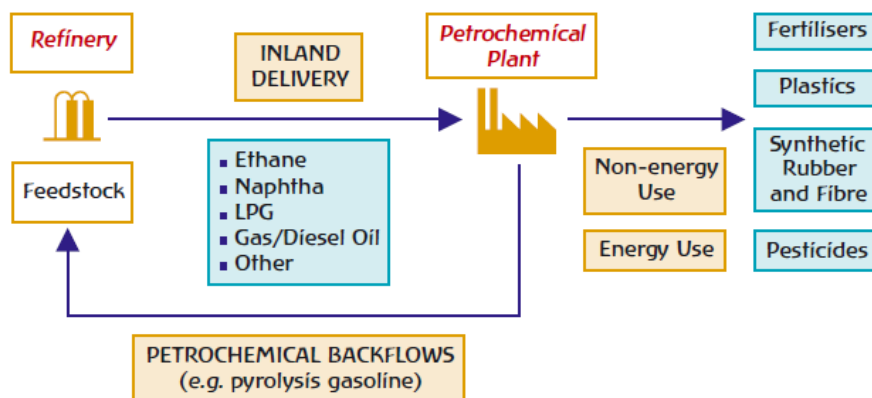 Refinery
INLAND
DELIVERY
Petrochemical
Plant
Feedstock
▪ Ethane
▪ Naphtha
▪ LPG
▪ Gas/Diesel Oil
▪ Other
Non-energy
Use
Energy Use
Fertilisers
Plastics
Synthetic
Rubber
and Fibre
Pesticides
PETROCHEMICAL BACKFLOWS
(e.g. pyrolysis gasoline)